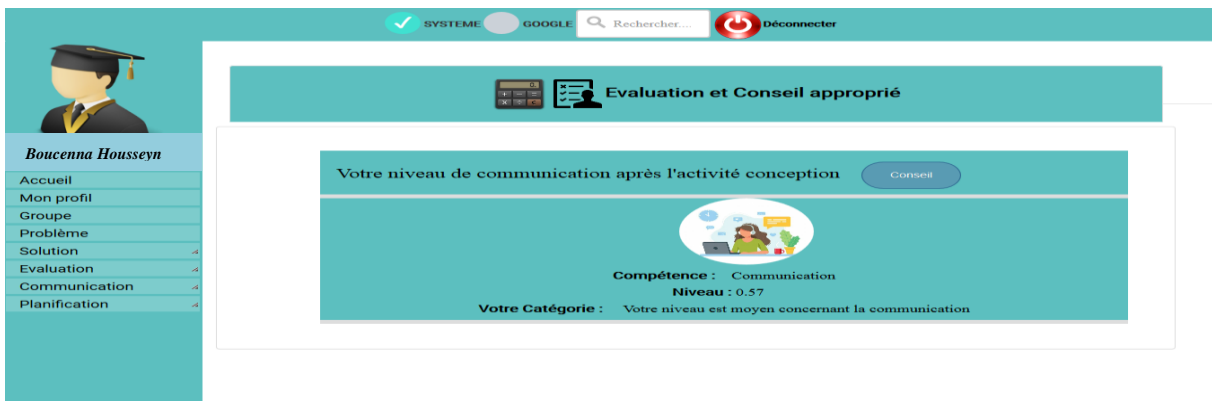 SYSTEME GOOGLE Rechercher.... Déconnecter
Evaluation et Conseil approprié
Boucenna Housseyn
Accueil
Mon profil
Groupe
Problème
Solution
Evaluation
Communication
Planification
Votre niveau de communication après l'activité conception Conseil
Compétence : Communication
Niveau : 0.57
Votre Catégorie : Votre niveau est moyen concernant la communication